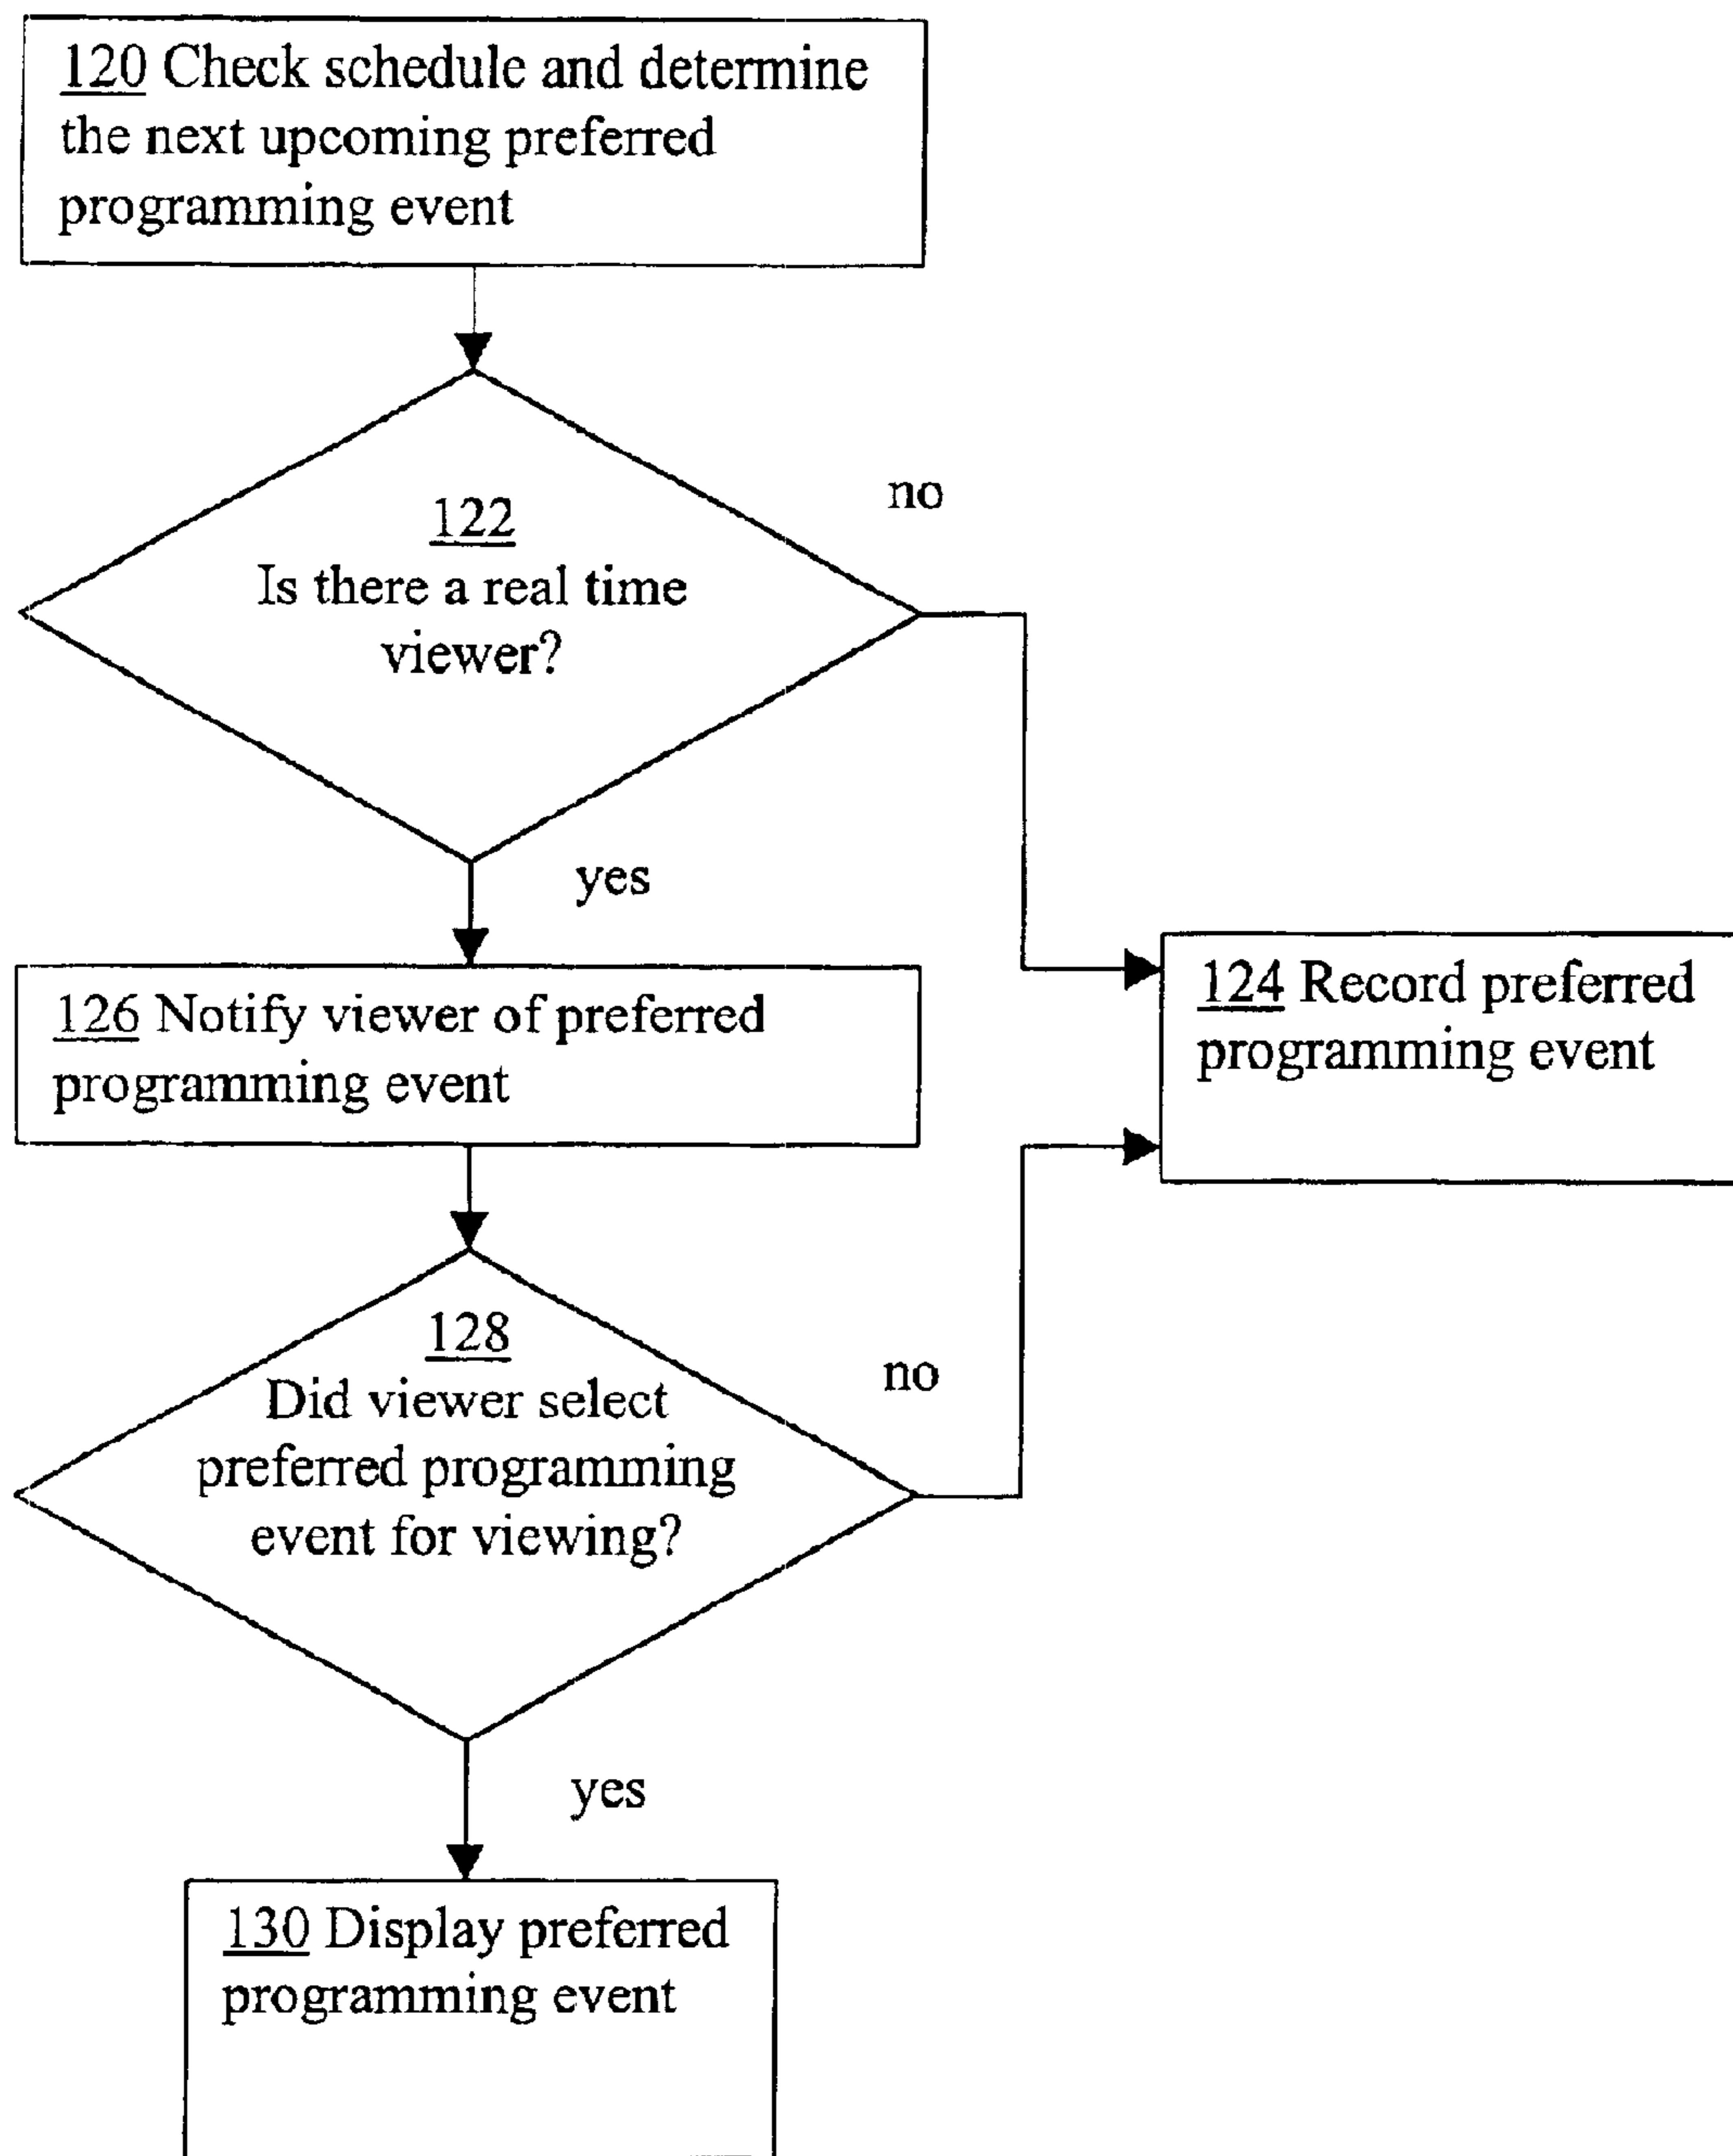 120 Check schedule and determine
the next upcoming preferred
programming event
122
Is there a real time
viewer?
no
yes
126 Notify viewer of preferred
programming event
124 Record preferred
programming event
128
Did viewer select
preferred programming
event for viewing?
no
yes
130 Display preferred
programming event